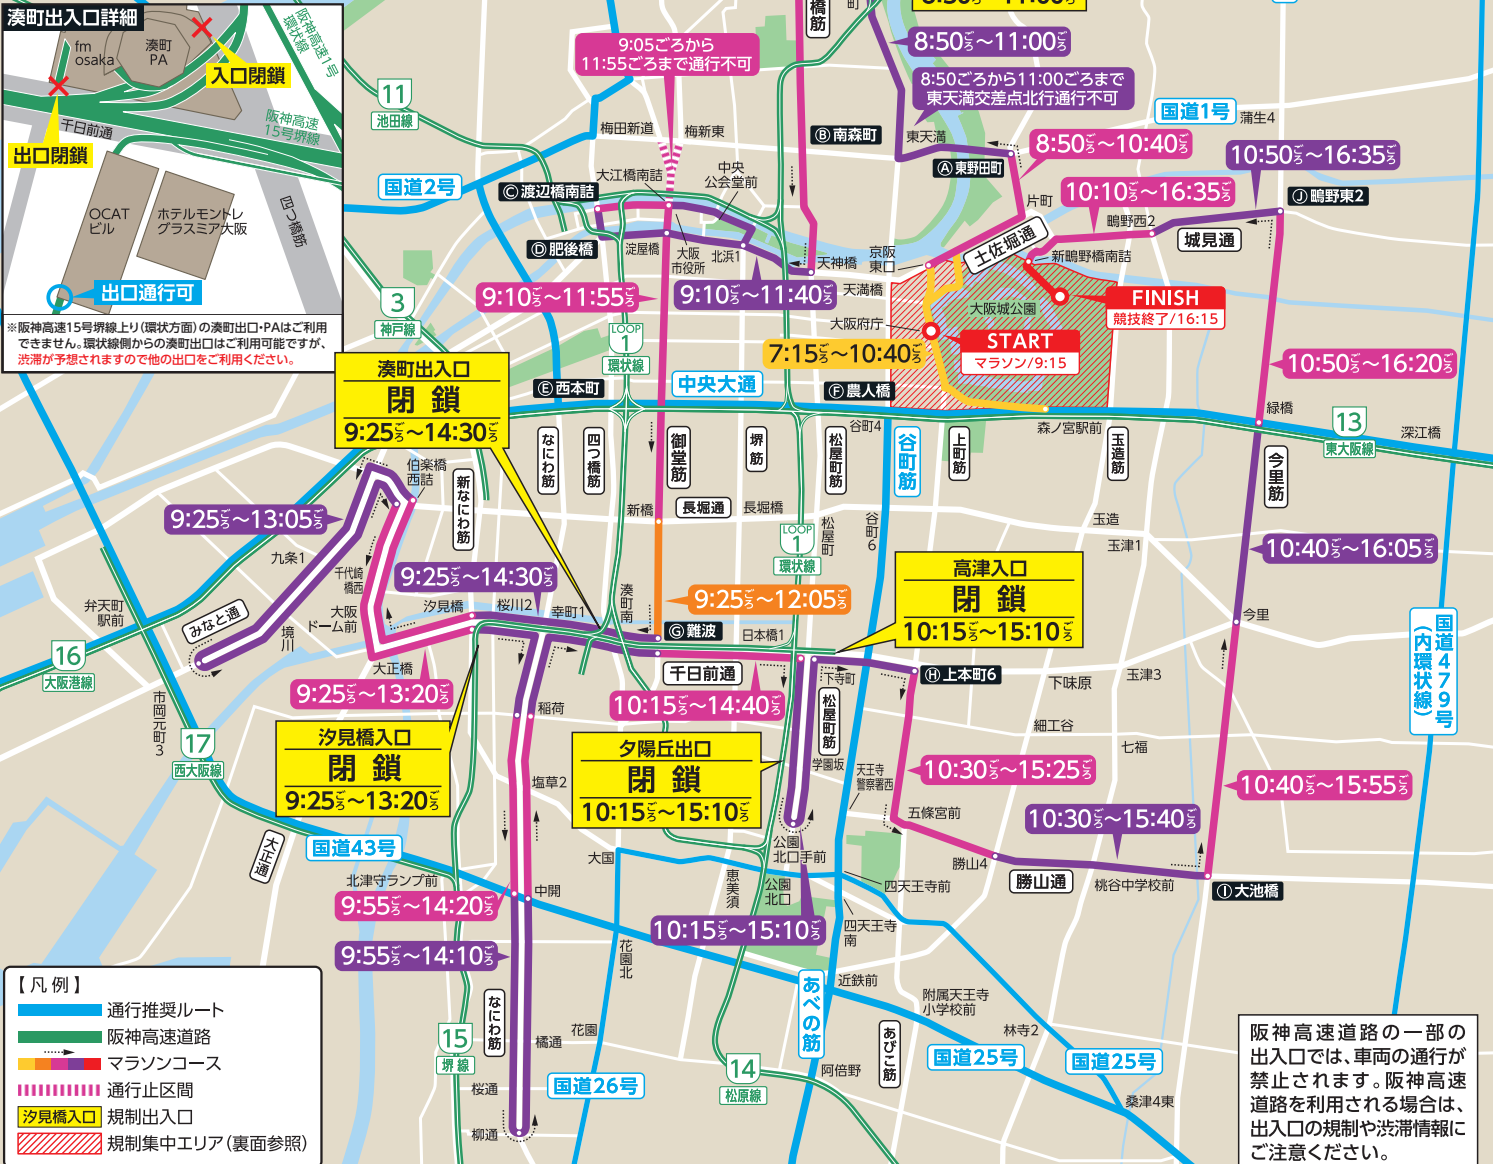 湊町出入口詳細
fm
osaka
湊町
PA
入口閉鎖
阪神高速1号
環状線
阪神高速
15号堺線
千日前通
出口閉鎖
OCAT
ビル
ホテルモントレ
グラスミア大阪
四つ橋筋
出口通行可
※阪神高速15号堺線上り(環状方面)の湊町出口・PAはご利用
できません。環状線側からの湊町出口はご利用可能ですが、
渋滞が予想されますので他の出口をご利用ください。
橋筋
町
8:50ごろ〜11:00ごろ
8:50ごろから11:00ごろまで
東天満交差点北行通行不可
9:05ごろから
11:55ごろまで通行不可
11
池田線
国道1号
蒲生4
梅田新道
梅新東
Ⓑ南森町
東天満
8:50ごろ〜10:40ごろ
10:50ごろ〜16:35ごろ
Ⓐ東野田町
国道2号
大江橋南詰
中央
公会堂前
Ⓒ渡辺橋南詰
片町
10:10ごろ〜16:35ごろ
Ⓙ鴫野東2
鴫野西2
城見通
土佐堀通
Ⓓ肥後橋
淀屋橋
大阪
市役所
北浜1
天神橋
京阪
東口
新鴫野橋南詰
9:10ごろ〜11:55ごろ
9:10ごろ〜11:40ごろ
天満橋
FINISH
競技終了/16:15
大阪城公園
3
神戸線
LOOP
1
環状線
大阪府庁
START
マラソン/9:15
7:15ごろ〜10:40ごろ
10:50ごろ〜16:20ごろ
湊町出入口
閉鎖
9:25ごろ〜14:30ごろ
Ⓔ西本町
中央大通
Ⓕ農人橋
緑橋
13
東大阪線
深江橋
谷町4
森ノ宮駅前
なにわ筋
四つ橋筋
御堂筋
堺筋
松屋町筋
谷町筋
上町筋
玉造筋
今里筋
伯楽橋
西詰
新なにわ筋
新橋
長堀通
長堀橋
松屋町
谷町6
玉造
玉津1
9:25ごろ〜13:05ごろ
10:40ごろ〜16:05ごろ
九条1
千代崎
橋西
9:25ごろ〜14:30ごろ
LOOP
1
環状線
高津入口
閉鎖
10:15ごろ〜15:10ごろ
9:25ごろ〜12:05ごろ
弁天町
駅前
みなと通
大阪
ドーム前
汐見橋
桜川2
幸町1
湊町南
Ⓖ難波
日本橋1
今里
国道479号
(内環状線)
境川
16
大阪港線
大正橋
千日前通
下寺町
Ⓗ上本町6
下味原
玉津3
9:25ごろ〜13:20ごろ
10:15ごろ〜14:40ごろ
市岡元町3
稲荷
松屋町筋
細工谷
七福
17
西大阪線
汐見橋入口
閉鎖
9:25ごろ〜13:20ごろ
夕陽丘出口
閉鎖
10:15ごろ〜15:10ごろ
塩草2
学園坂
天王寺
警察署西
10:30ごろ〜15:25ごろ
10:40ごろ〜15:55ごろ
五條宮前
10:30ごろ〜15:40ごろ
大正通
国道43号
大国
公園
北口手前
勝山4
勝山通
桃谷中学校前
Ⓘ大池橋
北津守ランプ前
中開
恵美須
公園
北口
四天王寺前
9:55ごろ〜14:20ごろ
10:15ごろ〜15:10ごろ
四天王寺
南
9:55ごろ〜14:10ごろ
花園北
近鉄前
あべの筋
附属天王寺
小学校前
なにわ筋
花園
橘通
林寺2
15
堺線
あびこ筋
国道25号
国道25号
14
松原線
阿倍野
桜通
国道26号
桑津4東
柳通
【凡例】
通行推奨ルート
阪神高速道路
マラソンコース
通行止区間
汐見橋入口 規制出入口
規制集中エリア(裏面参照)
阪神高速道路の一部の
出入口では、車両の通行が
禁止されます。阪神高速
道路を利用される場合は、
出入口の規制や渋滞情報に
ご注意ください。